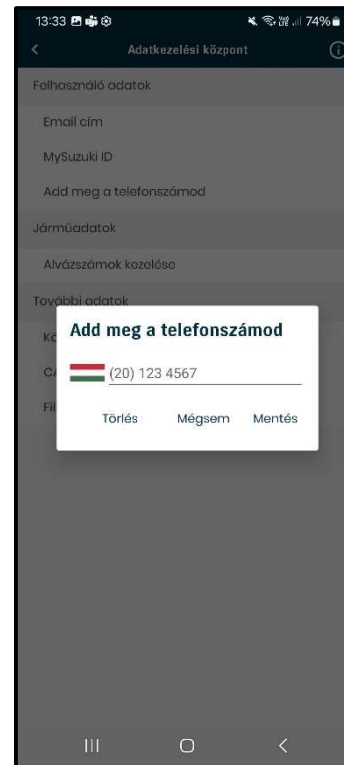 13:33
74%
Adatkezelési központ
Felhasználó adatok
Email cím
MySuzuki ID
Add meg a telefonszámod
Járműadatok
Alvázszámok kezelése
További adatok
Add meg a telefonszámod
(20) 123 4567
Törlés Mégsem Mentés